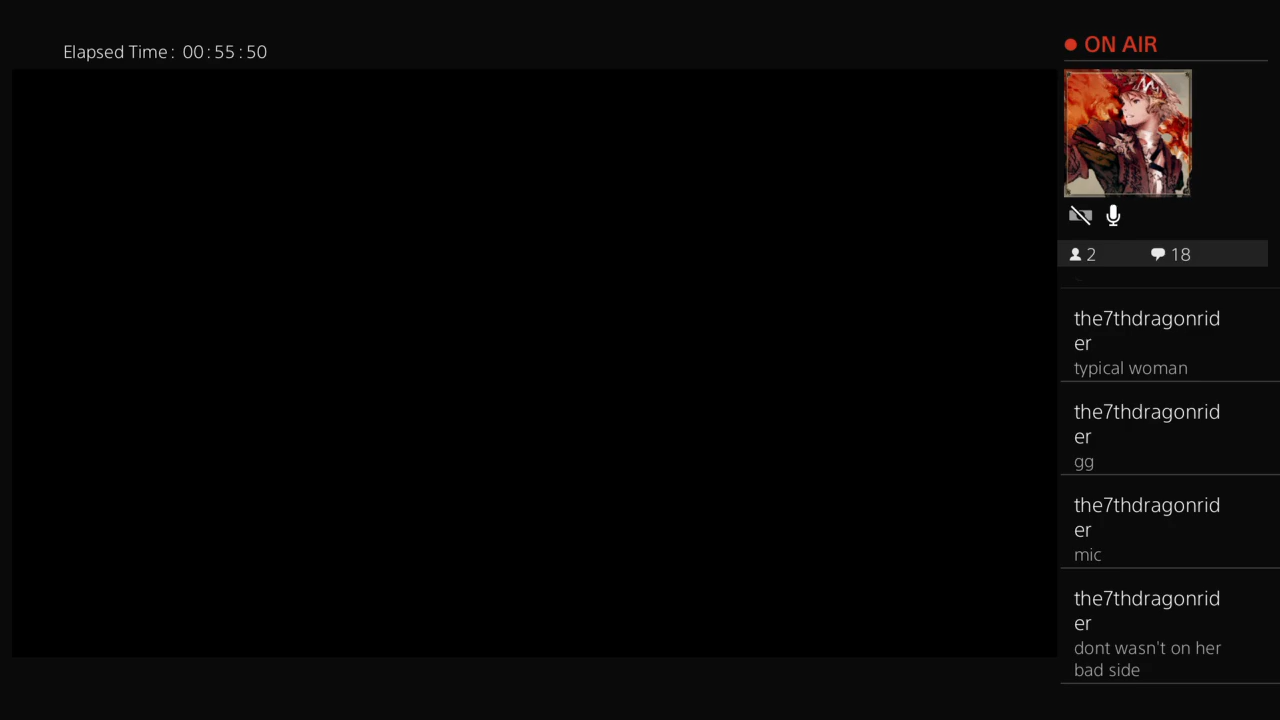 Elapsed Time: 00:55:50
ON AIR
2 18
the7thdragonrid
er
typical woman
the7thdragonrid
er
gg
the7thdragonrid
er
mic
the7thdragonrid
er
dont wasn't on her
bad side